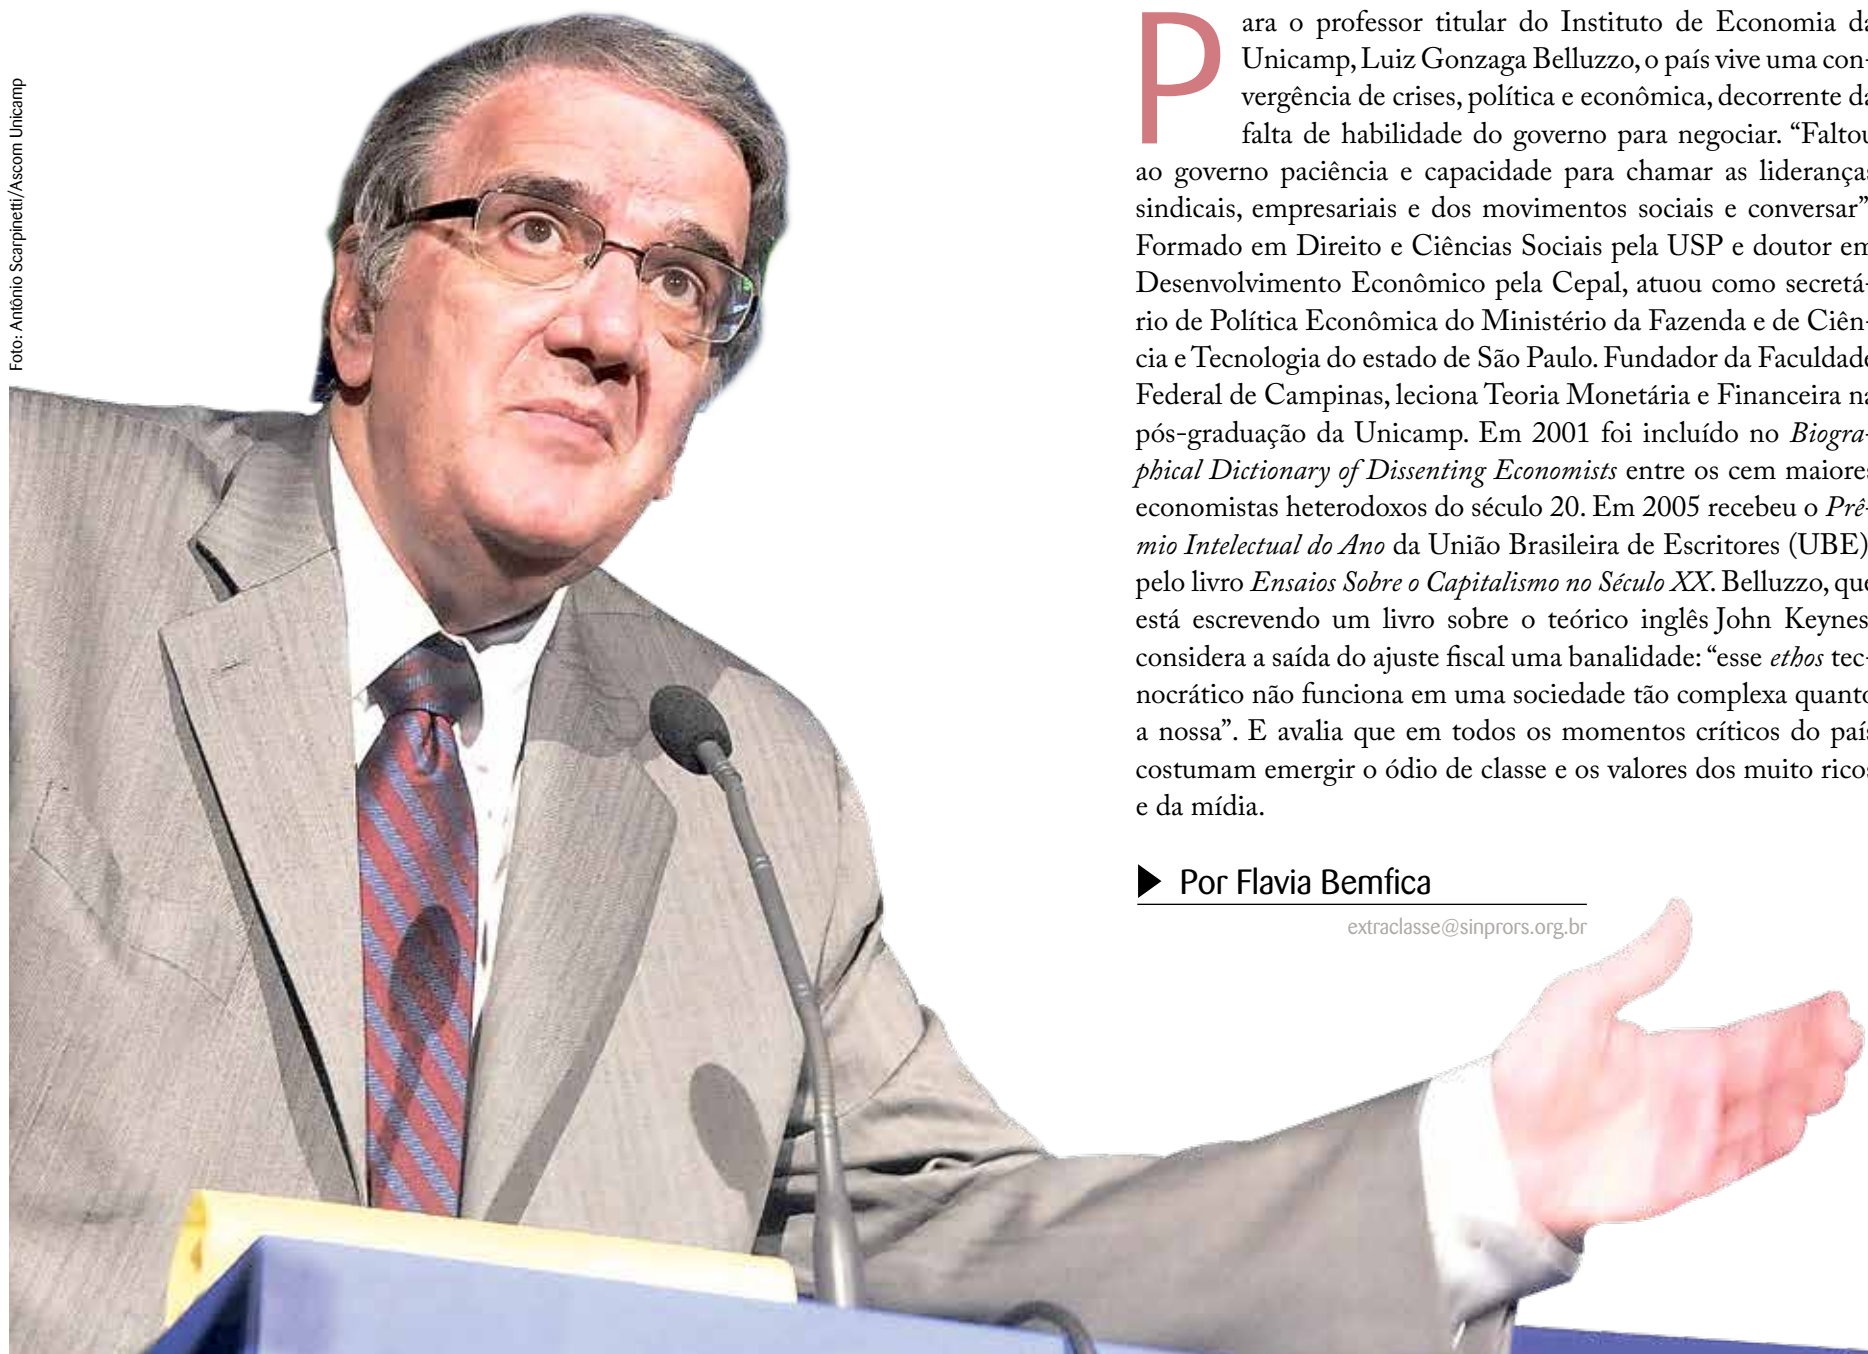 Foto: Antônio Scarpinetti/Ascom Unicamp
Para o professor titular do Instituto de Economia da
Unicamp, Luiz Gonzaga Belluzzo, o país vive uma con-
vergência de crises, política e econômica, decorrente da
falta de habilidade do governo para negociar. “Faltou
ao governo paciência e capacidade para chamar as lideranças
sindicais, empresariais e dos movimentos sociais e conversar”
Formado em Direito e Ciências Sociais pela USP e doutor em
Desenvolvimento Econômico pela Cepal, atuou como secretá-
rio de Política Econômica do Ministério da Fazenda e de Ciên-
cia e Tecnologia do estado de São Paulo. Fundador da Faculdade
Federal de Campinas, leciona Teoria Monetária e Financeira na
pós-graduação da Unicamp. Em 2001 foi incluído no Biogra-
phical Dictionary of Dissenting Economists entre os cem maiores
economistas heterodoxos do século 20. Em 2005 recebeu o Prê-
mio Intelectual do Ano da União Brasileira de Escritores (UBE)
pelo livro Ensaios Sobre o Capitalismo no Século XX. Belluzzo, que
está escrevendo um livro sobre o teórico inglês John Keynes
considera a saída do ajuste fiscal uma banalidade: “esse ethos tec-
nocrático não funciona em uma sociedade tão complexa quanto
a nossa”. E avalia que em todos os momentos críticos do país
costumam emergir o ódio de classe e os valores dos muito ricos
e da mídia.
Por Flavia Bemfica
extraclasse@sinprors.org.br